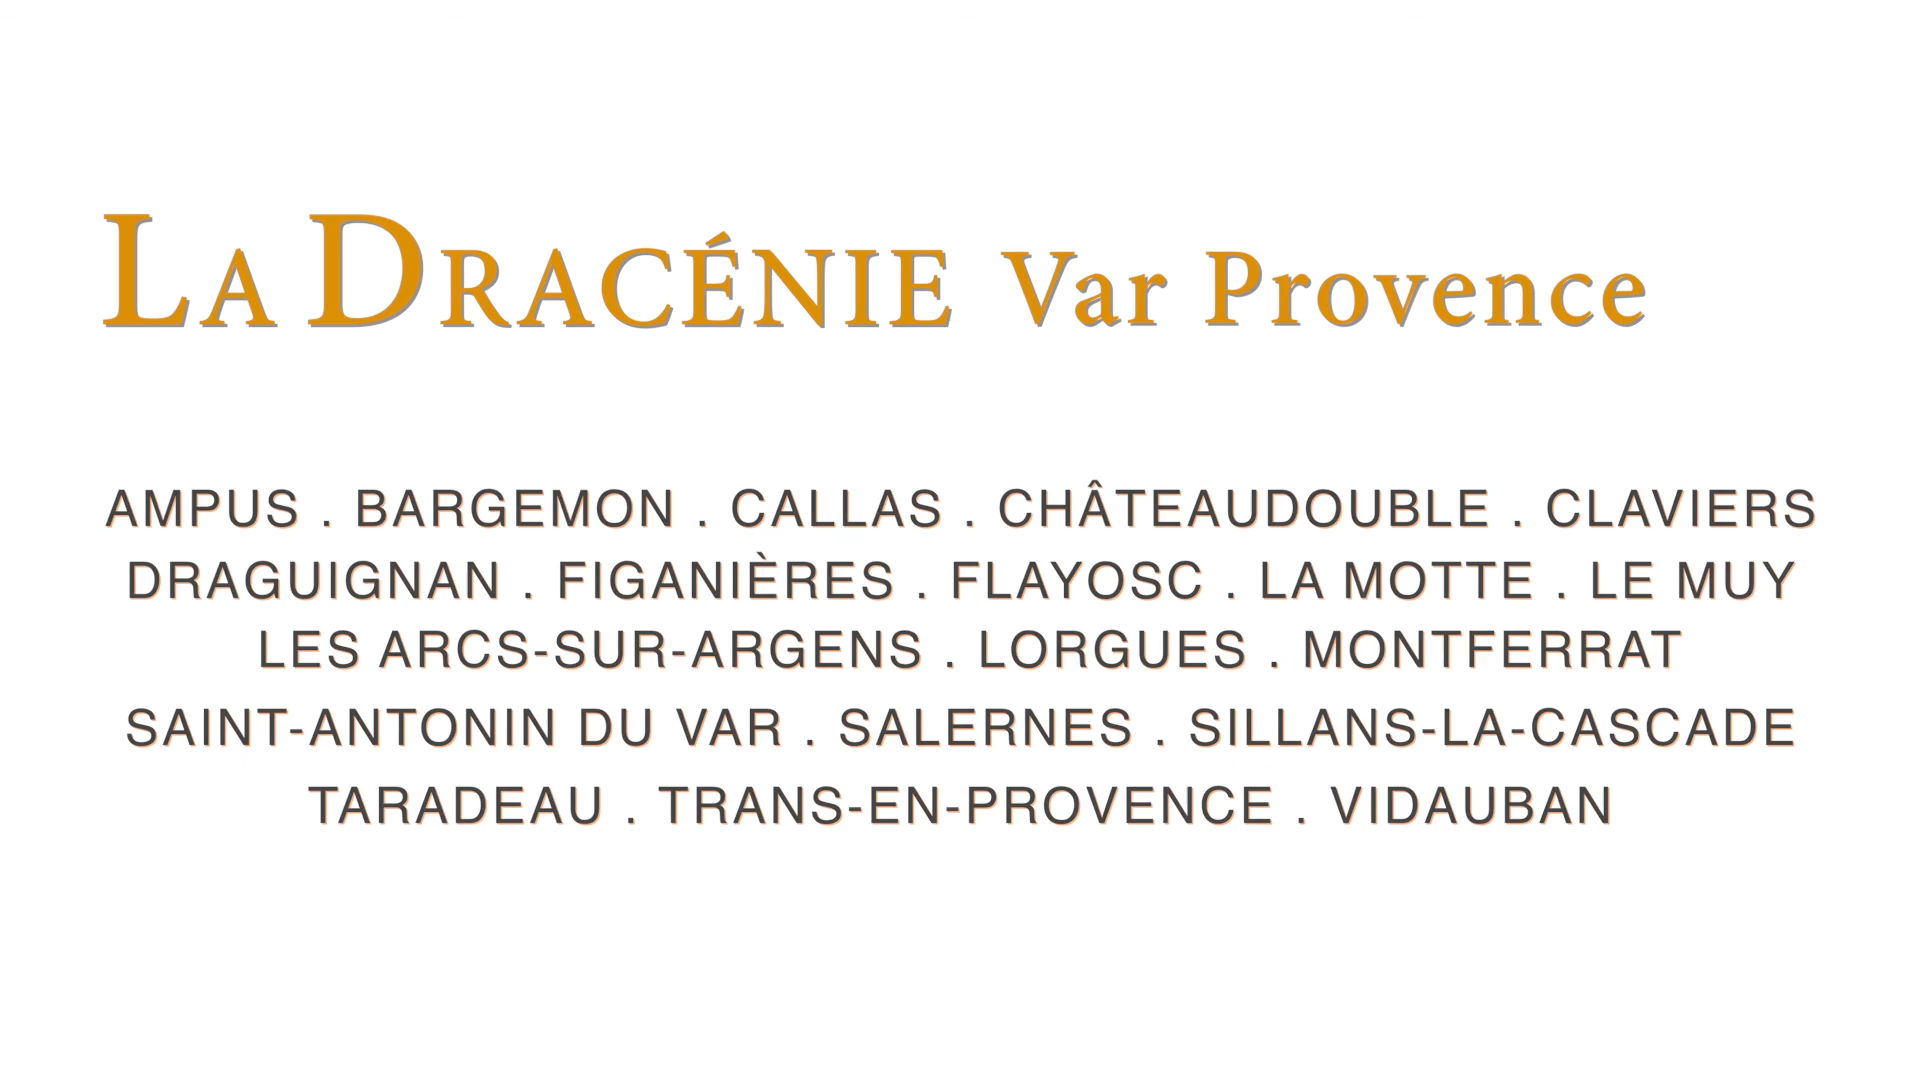 LA DRACÉNIE Var Provence
AMPUS . BARGEMON . CALLAS . CHÂTEAUDOUBLE . CLAVIERS
DRAGUIGNAN . FIGANIÈRES . FLAYOSC . LA MOTTE . LE MUY
LES ARCS-SUR-ARGENS . LORGUES . MONTFERRAT
SAINT-ANTONIN DU VAR . SALERNES . SILLANS-LA-CASCADE
TARADEAU . TRANS-EN-PROVENCE . VIDAUBAN